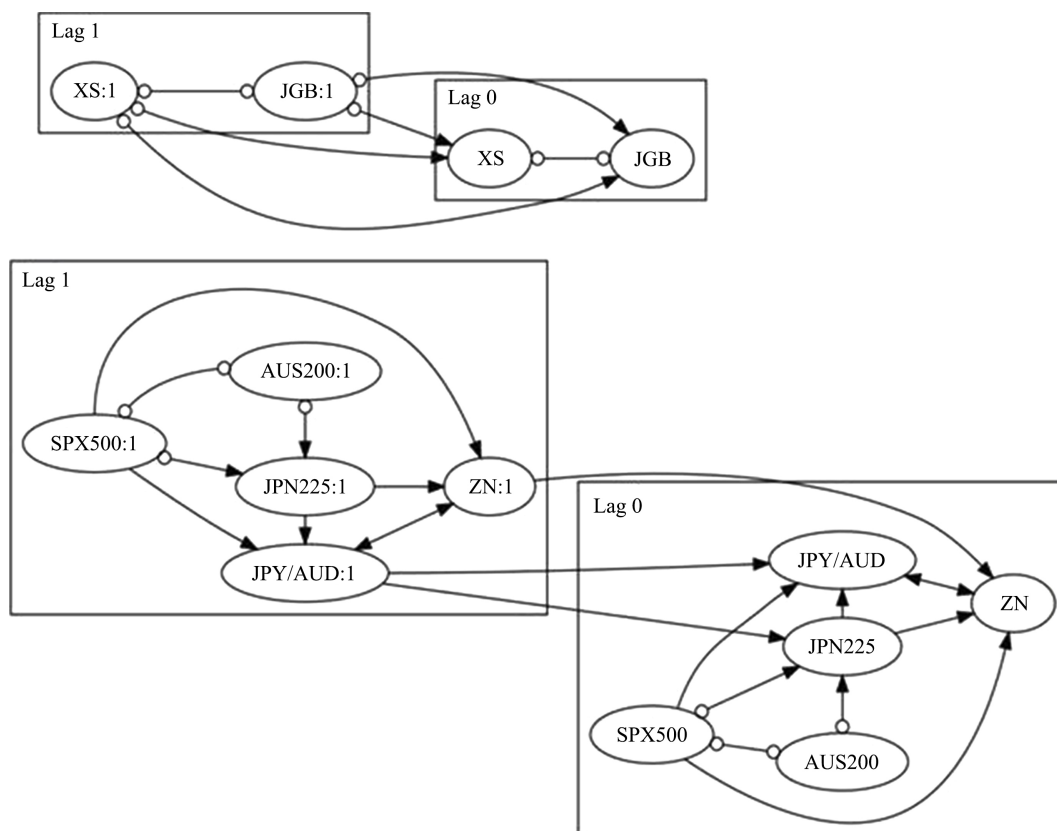 Lag 1
XS:1
JGB:1
Lag 0
XS
JGB
Lag 1
AUS200:1
SPX500:1
JPN225:1
ZN:1
JPY/AUD:1
Lag 0
JPY/AUD
ZN
JPN225
SPX500
AUS200